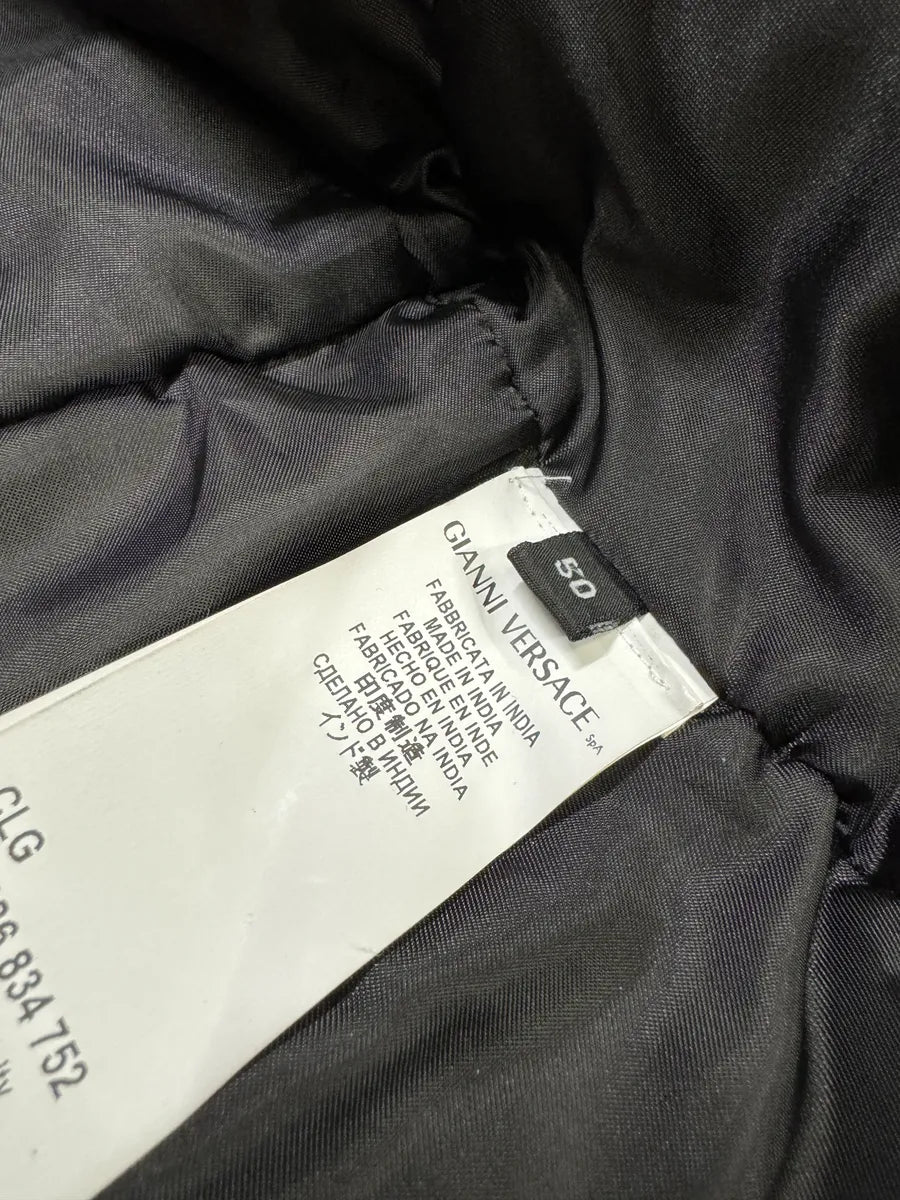 50
GIANNI VERSACE SpA
FABBRICATA IN INDIA
MADE IN INDIA
FABRIQUE EN INDE
HECHO EN INDIA
FABRICADO NA INDIA
印度制造
СДЕЛАНО В ИНДИИ
インド製
CLG
834 752